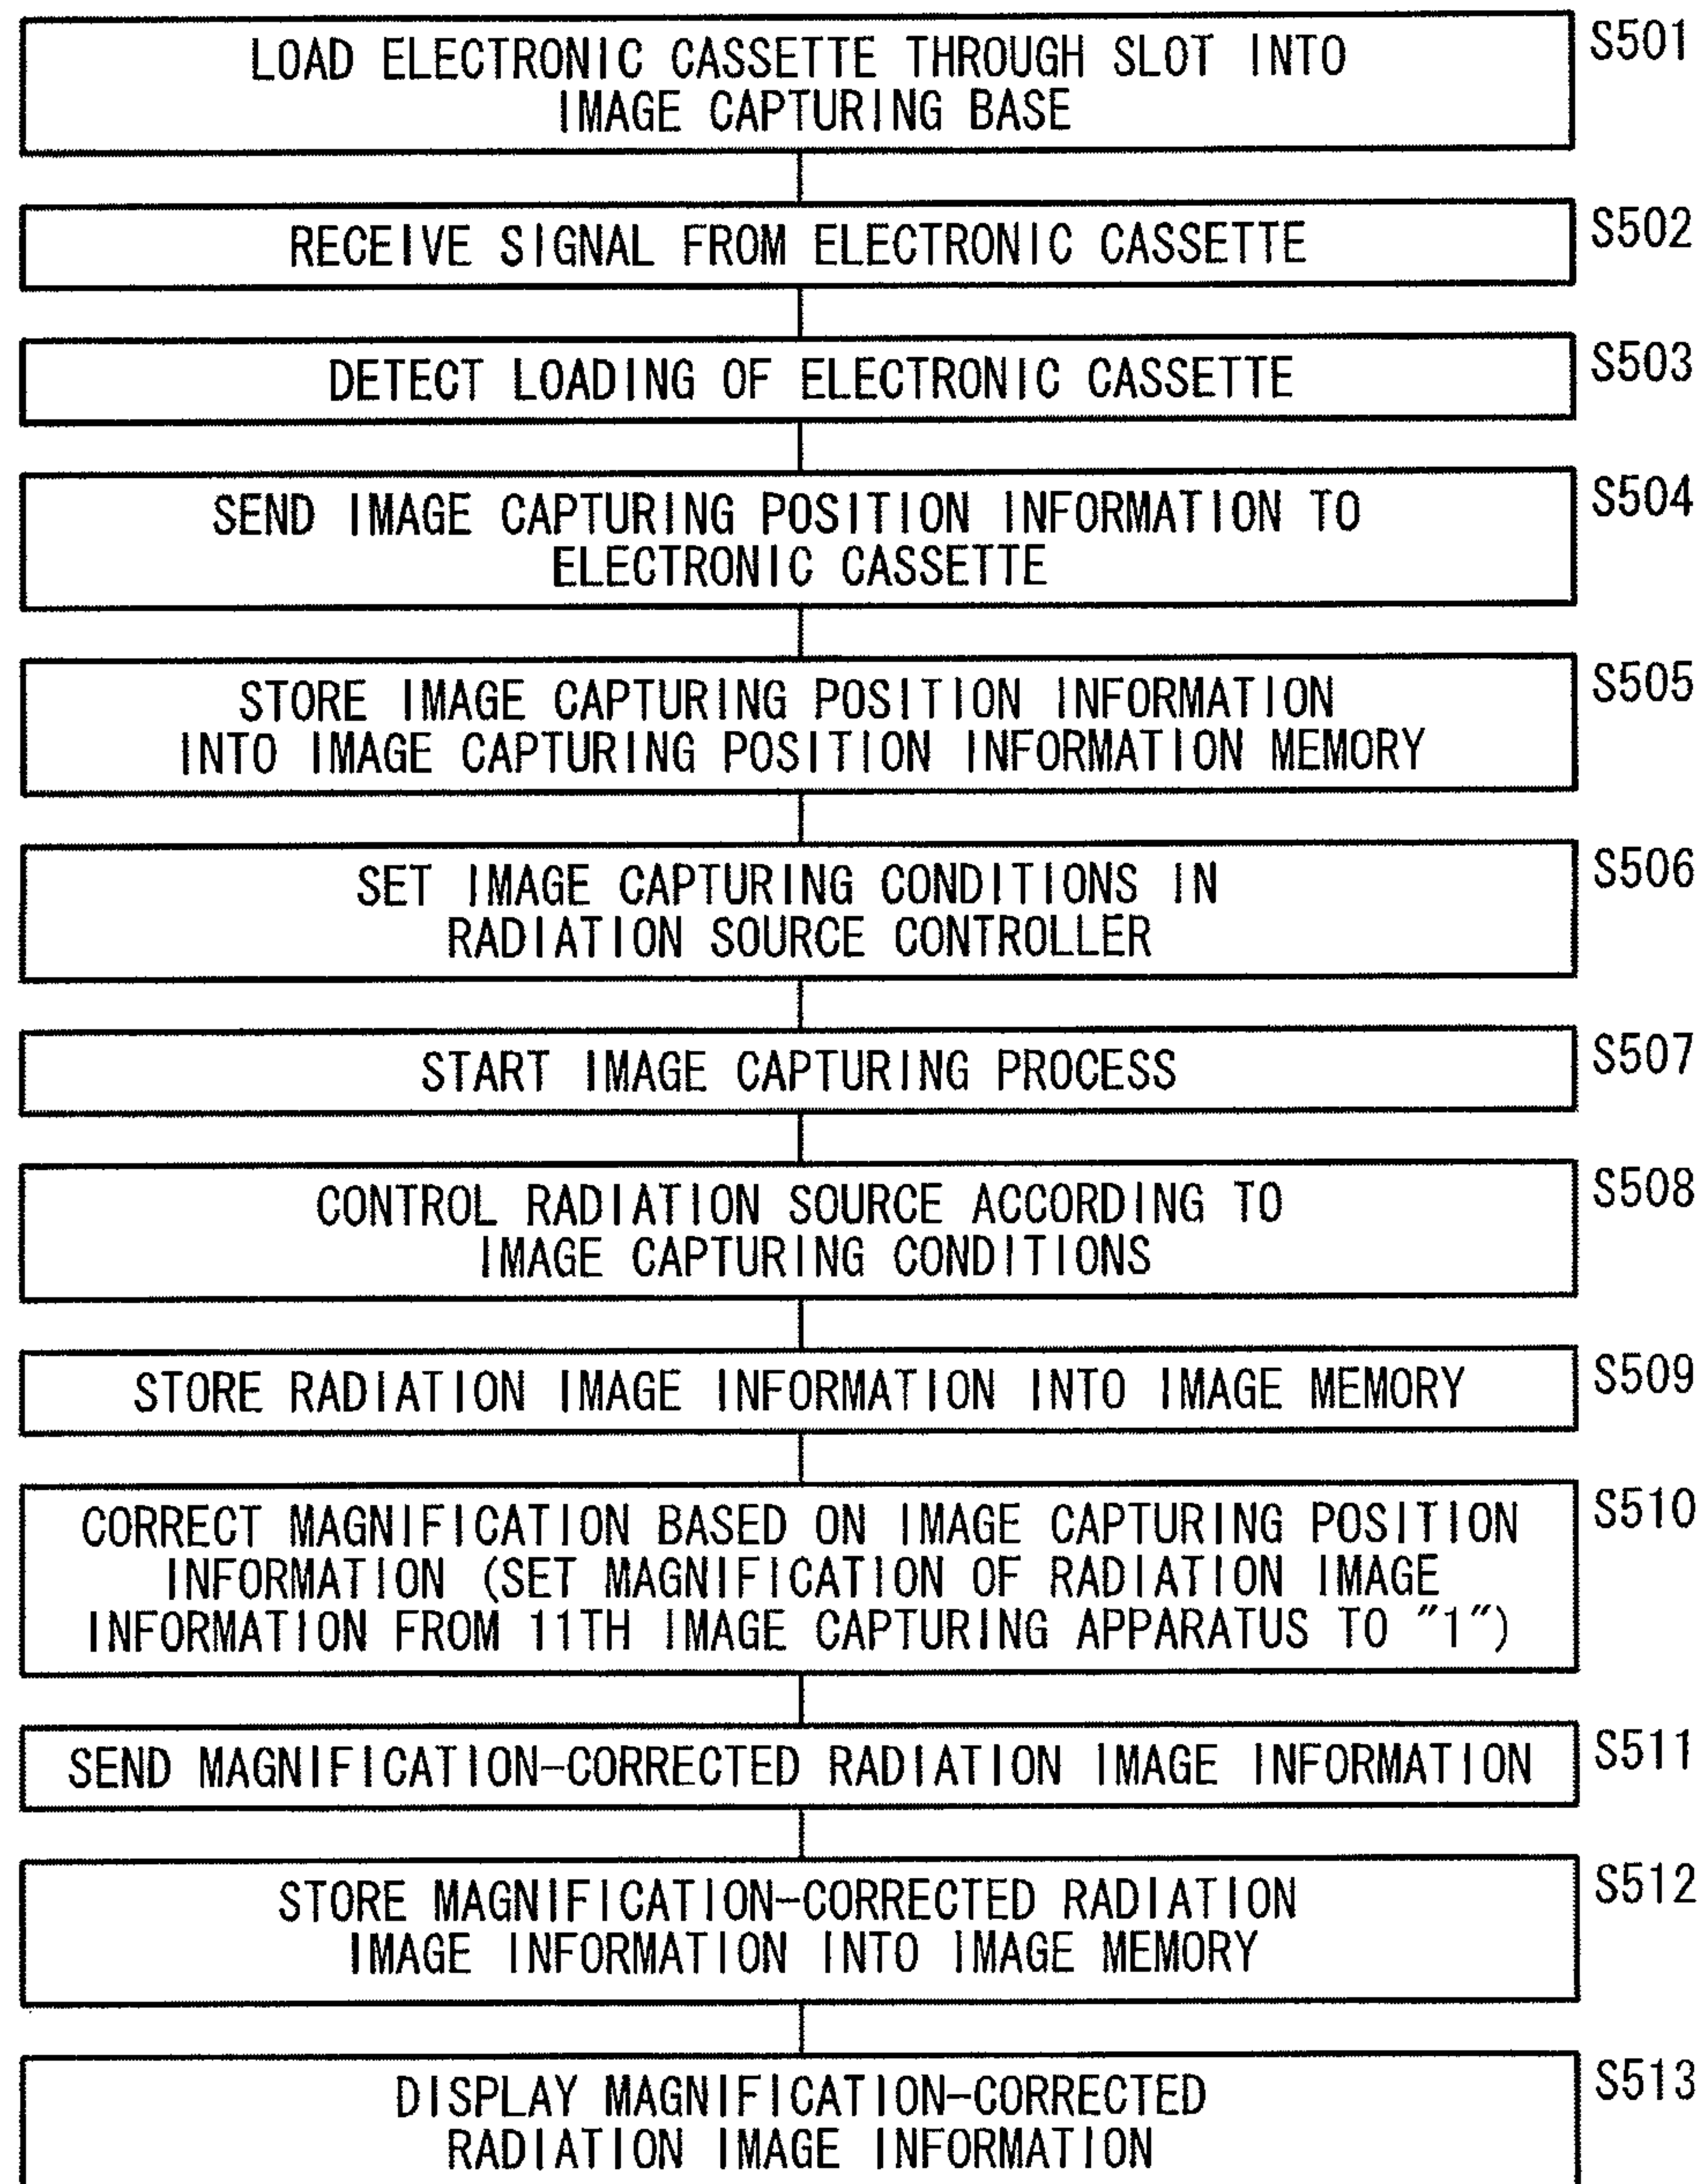 LOAD ELECTRONIC CASSETTE THROUGH SLOT INTO
IMAGE CAPTURING BASE
S501
RECEIVE SIGNAL FROM ELECTRONIC CASSETTE
S502
DETECT LOADING OF ELECTRONIC CASSETTE
S503
SEND IMAGE CAPTURING POSITION INFORMATION TO
ELECTRONIC CASSETTE
S504
STORE IMAGE CAPTURING POSITION INFORMATION
INTO IMAGE CAPTURING POSITION INFORMATION MEMORY
S505
SET IMAGE CAPTURING CONDITIONS IN
RADIATION SOURCE CONTROLLER
S506
START IMAGE CAPTURING PROCESS
S507
CONTROL RADIATION SOURCE ACCORDING TO
IMAGE CAPTURING CONDITIONS
S508
STORE RADIATION IMAGE INFORMATION INTO IMAGE MEMORY
S509
CORRECT MAGNIFICATION BASED ON IMAGE CAPTURING POSITION
INFORMATION (SET MAGNIFICATION OF RADIATION IMAGE
INFORMATION FROM 11TH IMAGE CAPTURING APPARATUS TO "1")
S510
SEND MAGNIFICATION-CORRECTED RADIATION IMAGE INFORMATION
S511
STORE MAGNIFICATION-CORRECTED RADIATION
IMAGE INFORMATION INTO IMAGE MEMORY
S512
DISPLAY MAGNIFICATION-CORRECTED
RADIATION IMAGE INFORMATION
S513